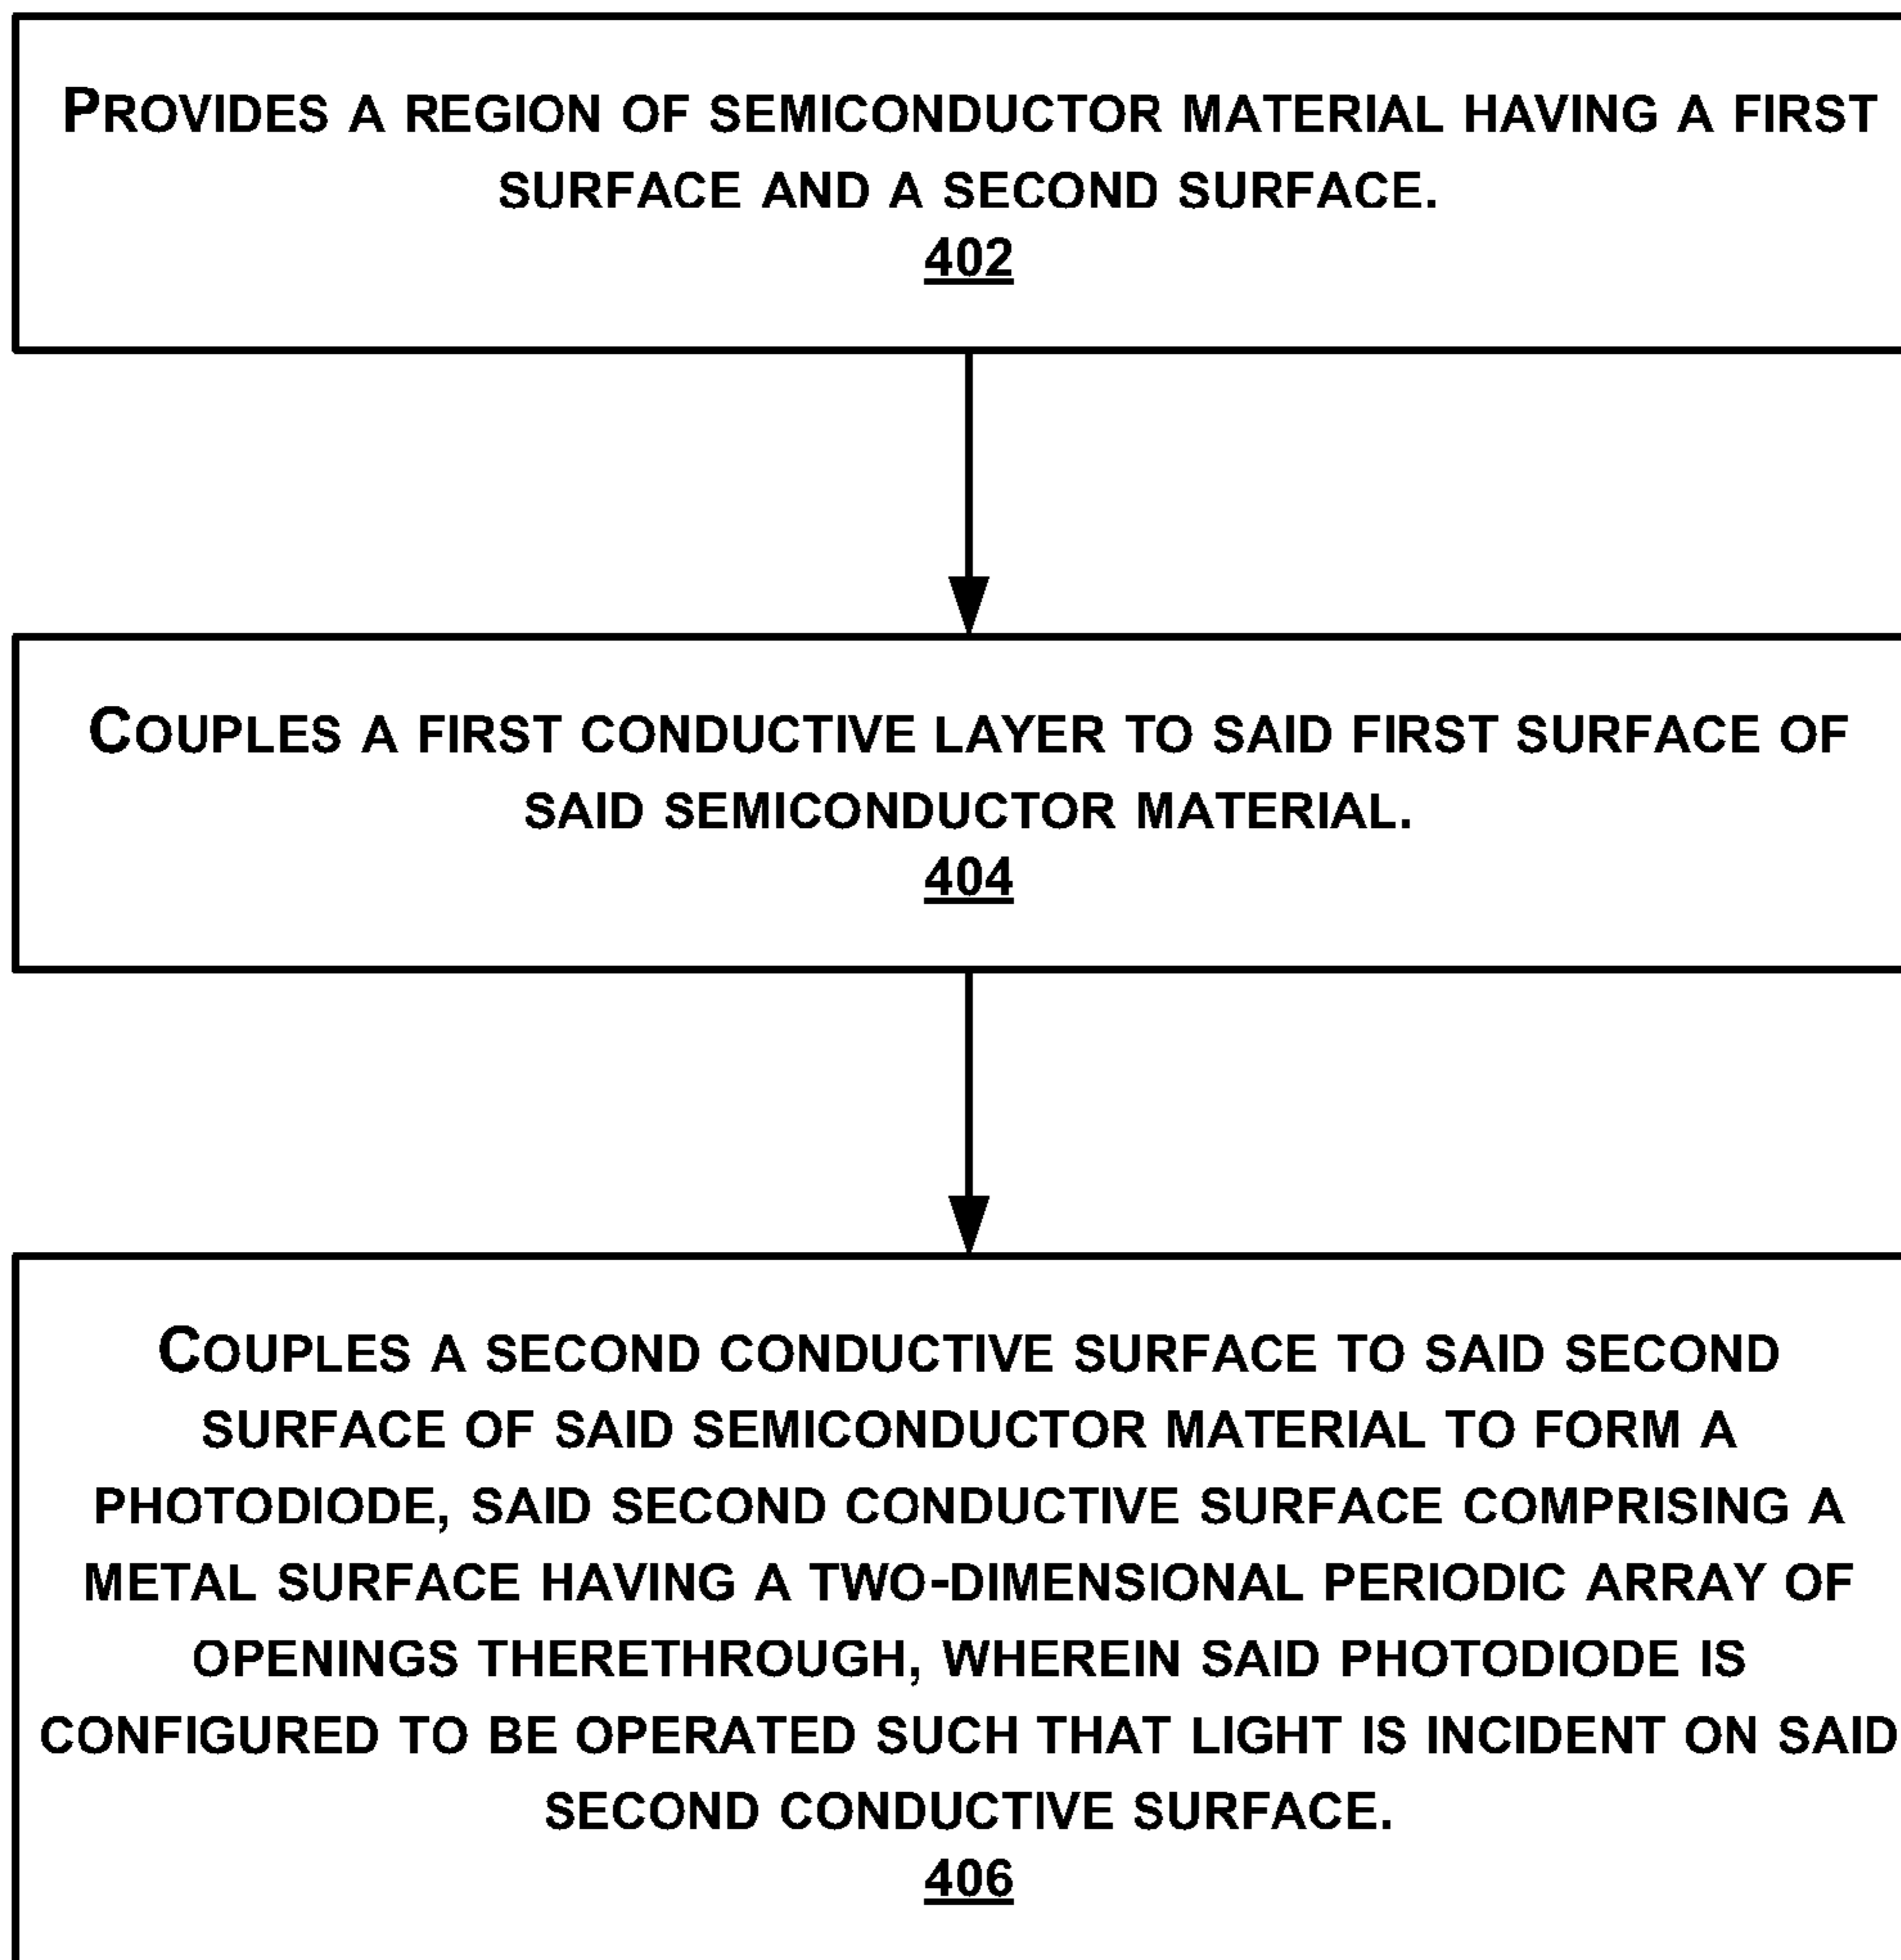 PROVIDES A REGION OF SEMICONDUCTOR MATERIAL HAVING A FIRST
SURFACE AND A SECOND SURFACE.
402
COUPLES A FIRST CONDUCTIVE LAYER TO SAID FIRST SURFACE OF
SAID SEMICONDUCTOR MATERIAL.
404
COUPLES A SECOND CONDUCTIVE SURFACE TO SAID SECOND
SURFACE OF SAID SEMICONDUCTOR MATERIAL TO FORM A
PHOTODIODE, SAID SECOND CONDUCTIVE SURFACE COMPRISING A
METAL SURFACE HAVING A TWO-DIMENSIONAL PERIODIC ARRAY OF
OPENINGS THERETHROUGH, WHEREIN SAID PHOTODIODE IS
CONFIGURED TO BE OPERATED SUCH THAT LIGHT IS INCIDENT ON SAID
SECOND CONDUCTIVE SURFACE.
406